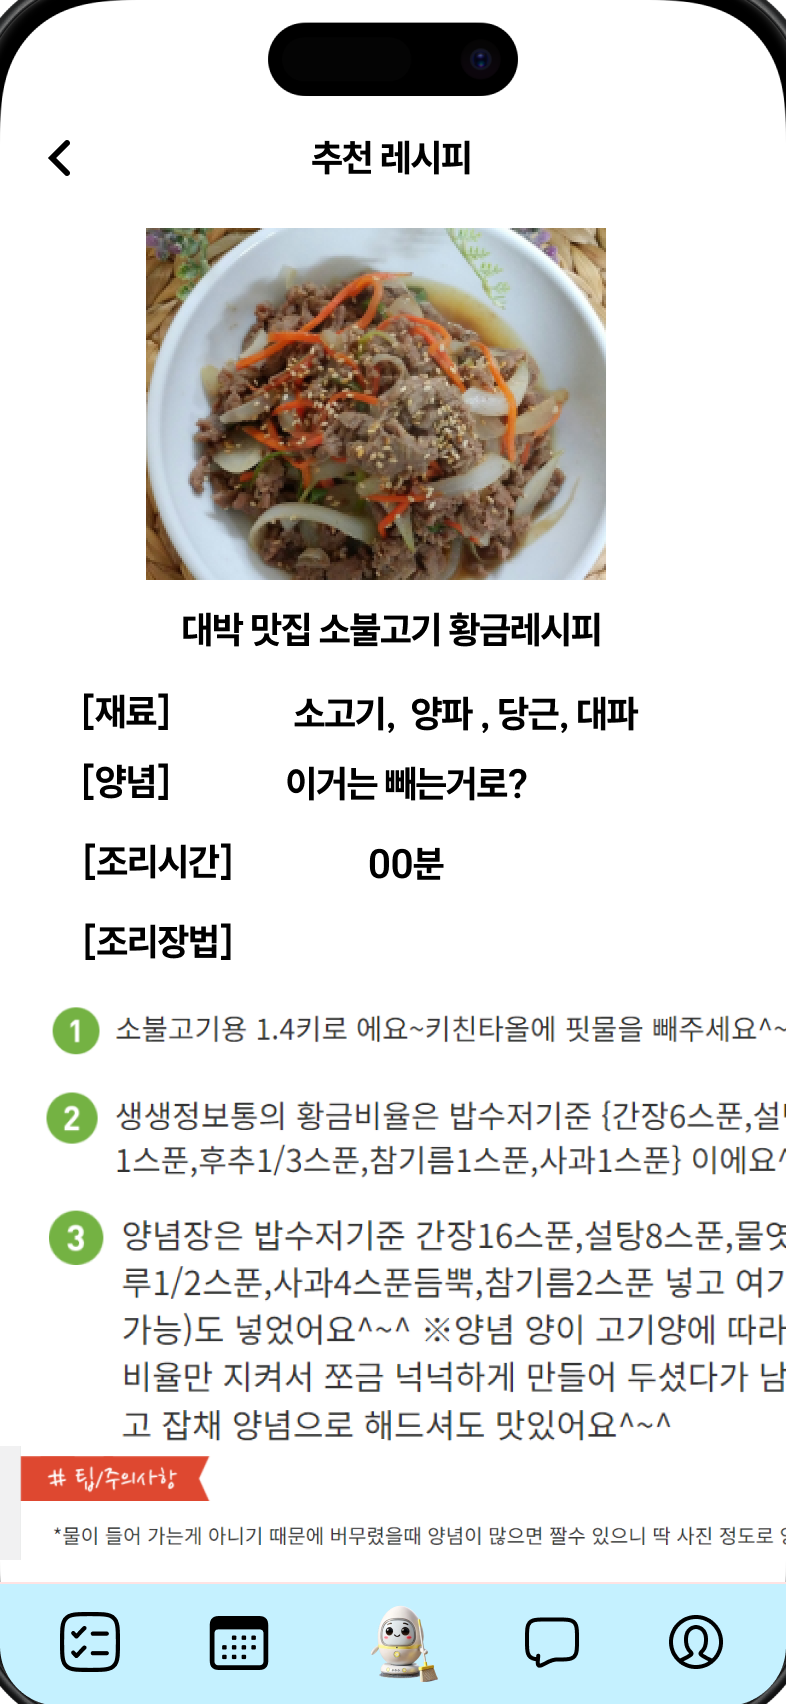 추천 레시피
대박 맛집 소불고기 황금레시피
[재료] 소고기, 양파 , 당근, 대파
[양념] 이거는 빼는거로?
[조리시간] 00분
[조리장법]
1 소불고기용 1.4키로 에요~키친타올에 핏물을 빼주세요^~
2 생생정보통의 황금비율은 밥수저기준 {간장6스푼,설
1스푼,후추1/3스푼,참기름1스푼,사과1스푼} 이에요^
3 양념장은 밥수저기준 간장16스푼,설탕8스푼,물엿
루1/2스푼,사과4스푼듬뿍,참기름2스푼 넣고 여기
가능)도 넣었어요^~^ ※양념 양이 고기양에 따라
비율만 지켜서 쪼금 넉넉하게 만들어 두셨다가 남
고 잡채 양념으로 해드셔도 맛있어요^~^
# 팁/주의사항
*물이 들어 가는게 아니기 때문에 버무렸을때 양념이 많으면 짤수 있으니 딱 사진 정도로